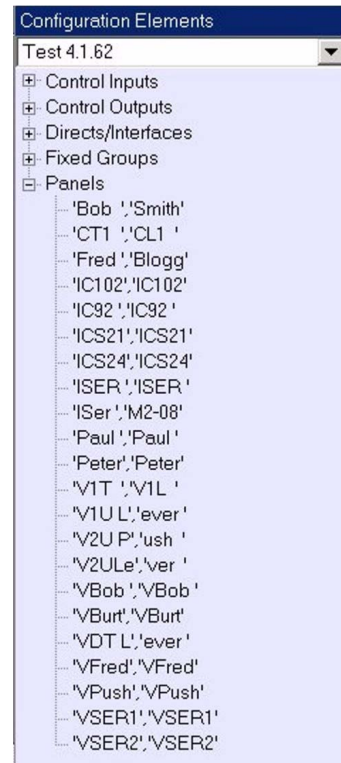 Configuration Elements
Test 4.1.62
Control Inputs
Control Outputs
Directs/Interfaces
Fixed Groups
Panels
'Bob ','Smith'
'CT1 ','CL1 '
'Fred ','Blogg'
'IC102','IC102'
'IC92 ','IC92 '
'ICS21','ICS21'
'ICS24','ICS24'
'ISER ','ISER '
'ISer ','M2-08'
'Paul ','Paul '
'Peter','Peter'
'V1T ','V1L '
'V1U L','ever '
'V2U P','ush '
'V2ULe','ver '
'VBob ','VBob '
'VBurt','VBurt'
'VDT L','ever '
'VFred','VFred'
'VPush','VPush'
'VSER1','VSER1'
'VSER2','VSER2'